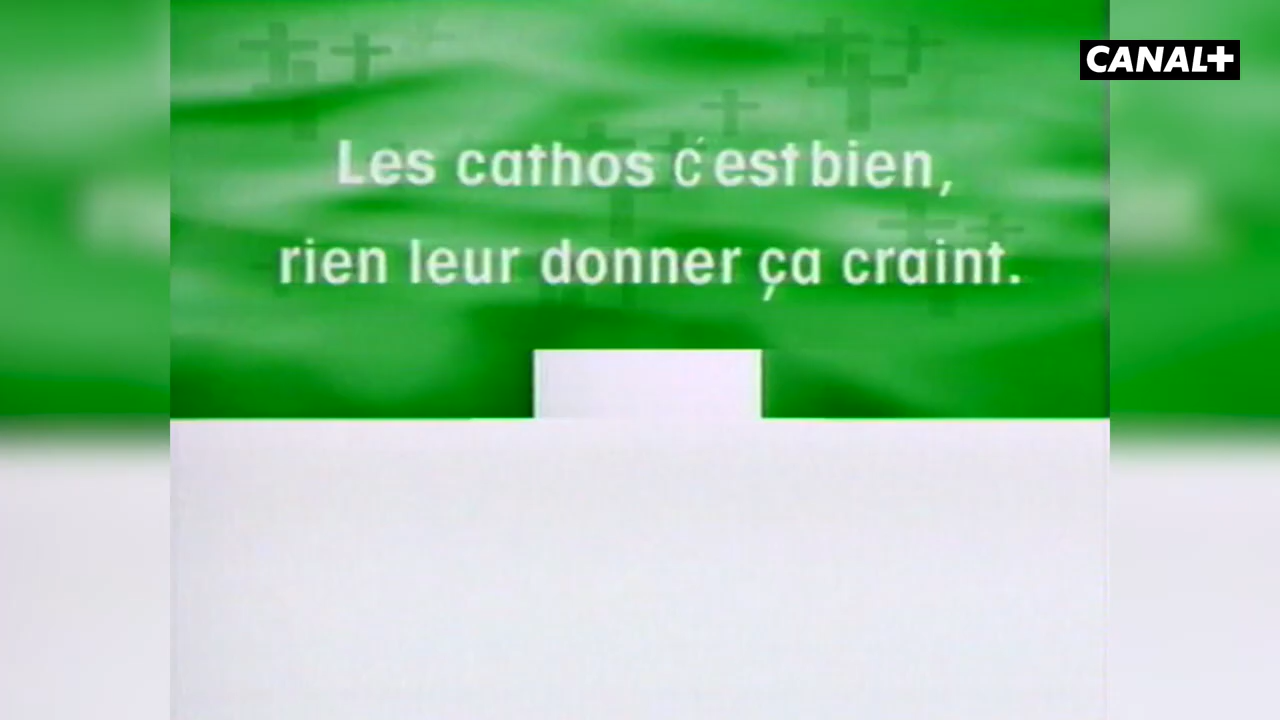 CANAL+
Les cathos c'est bien,
rien leur donner ça craint.